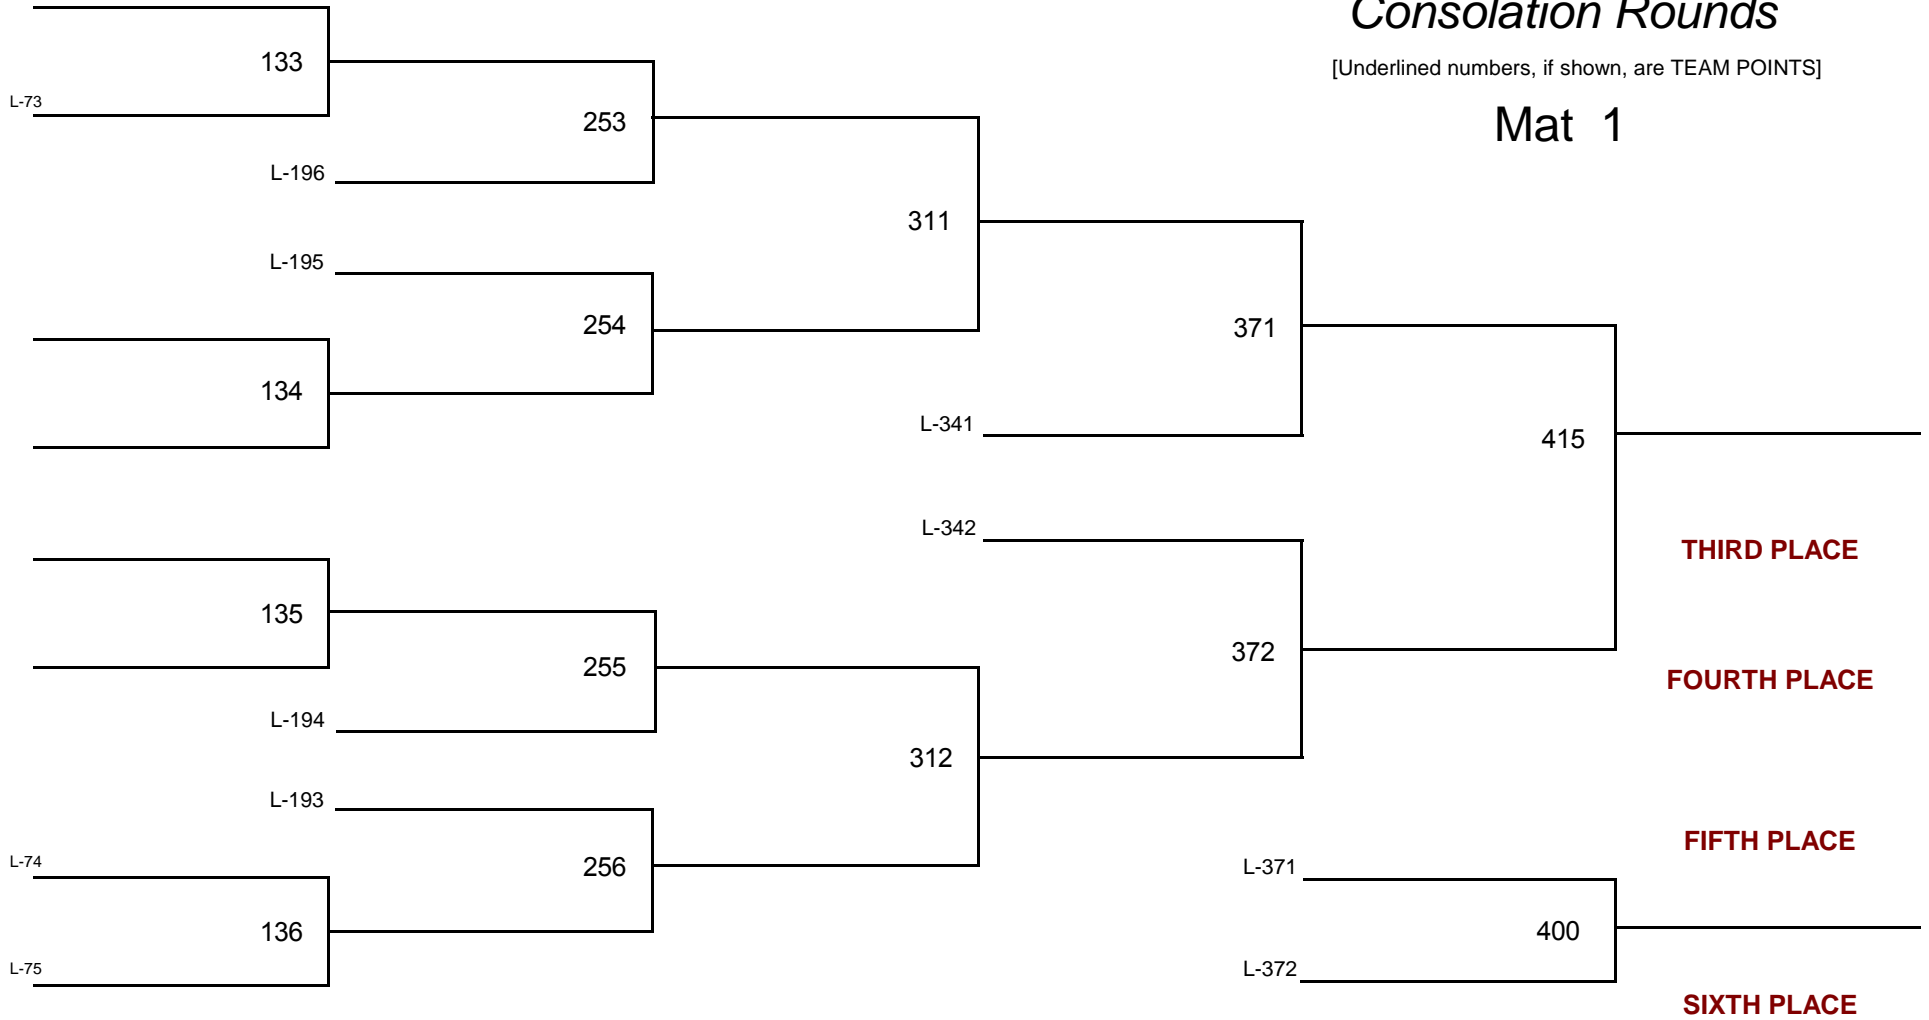 Consolation Rounds
[Underlined numbers, if shown, are TEAM POINTS]
Mat 1
133
L-73
253
L-196
311
L-195
254
134
371
L-341
415
L-342
THIRD PLACE
135
255
372
FOURTH PLACE
L-194
312
L-193
FIFTH PLACE
L-74
256
L-371
136
400
L-75
L-372
SIXTH PLACE